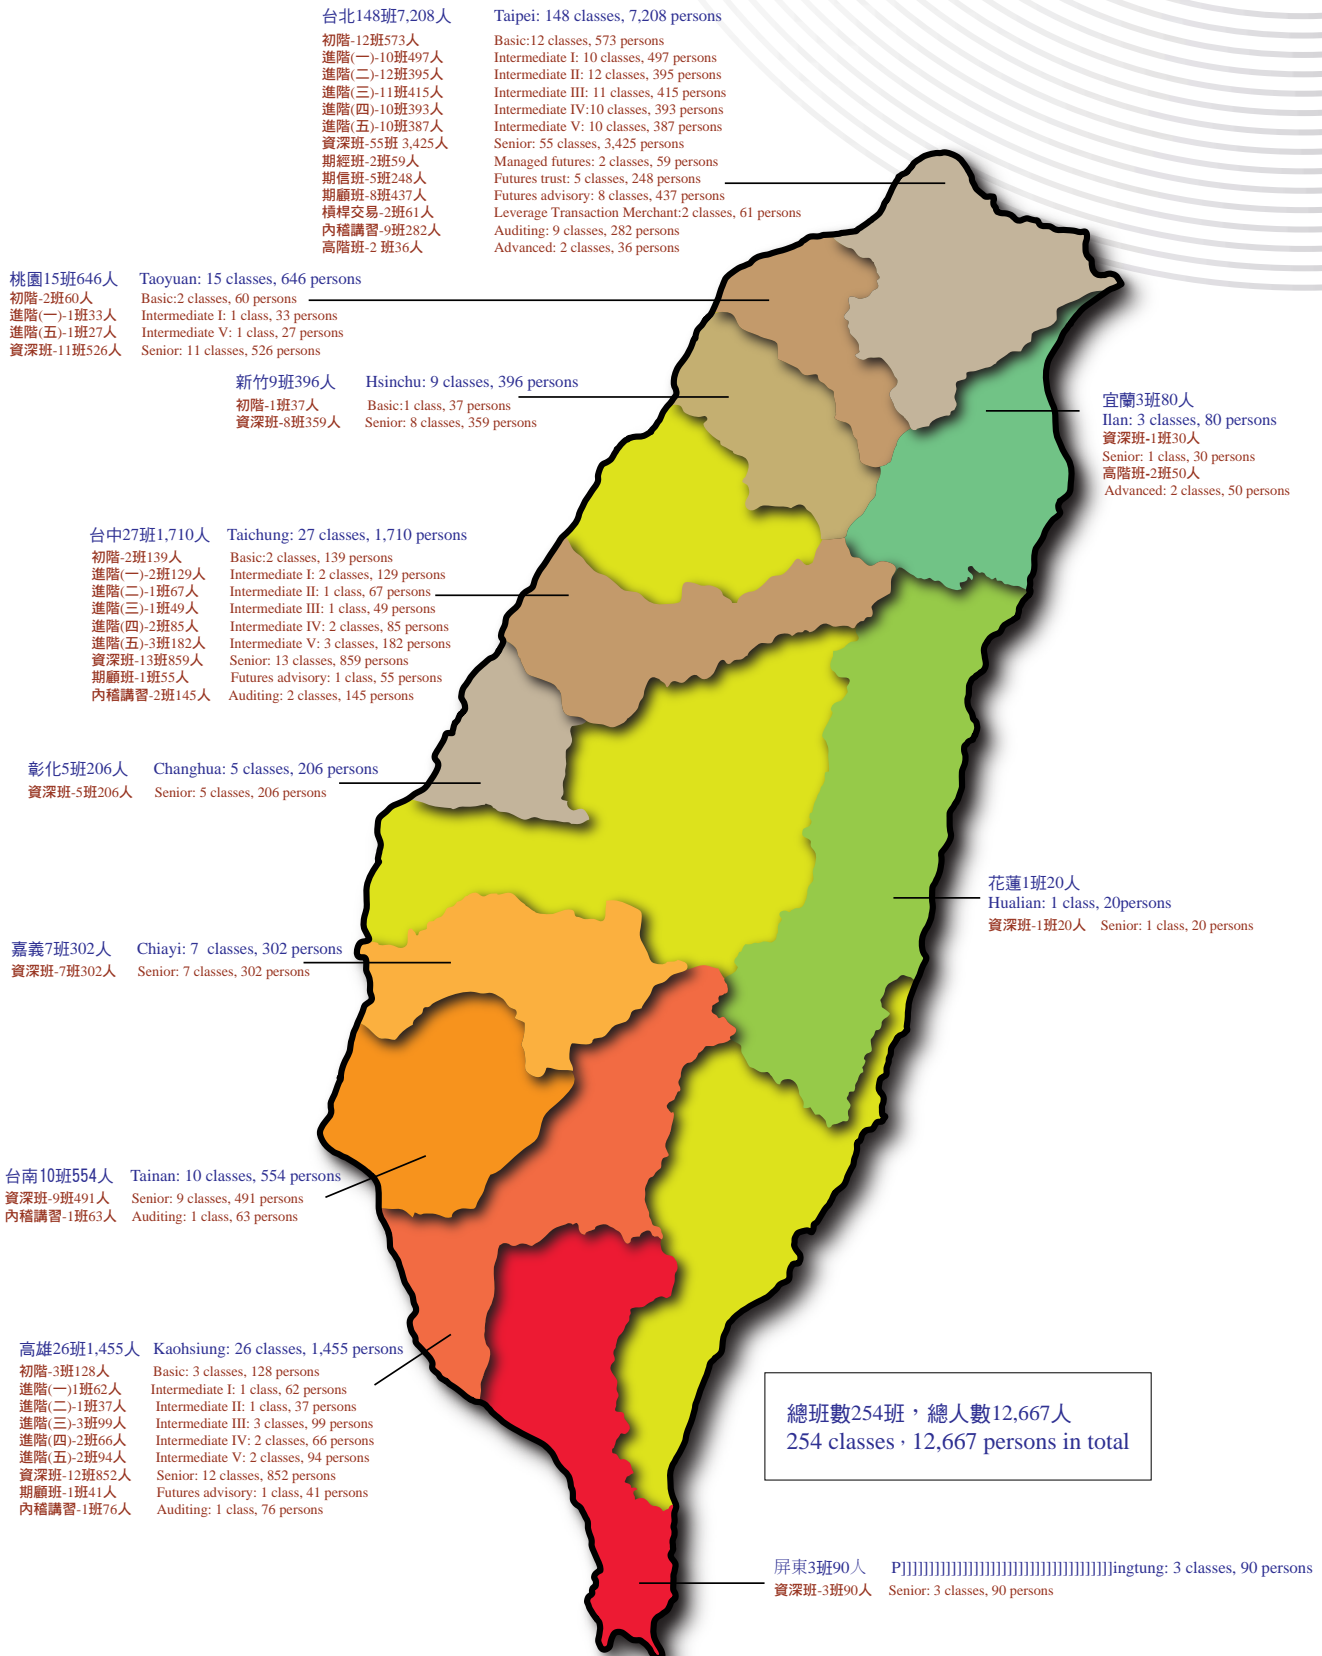 台北148班7,208人 Taipei: 148 classes, 7,208 persons
初階-12班573人 Basic:12 classes, 573 persons
進階(一)-10班497人 Intermediate I: 10 classes, 497 persons
進階(二)-12班395人 Intermediate II: 12 classes, 395 persons
進階(三)-11班415人 Intermediate III: 11 classes, 415 persons
進階(四)-10班393人 Intermediate IV:10 classes, 393 persons
進階(五)-10班387人 Intermediate V: 10 classes, 387 persons
資深班-55班 3,425人 Senior: 55 classes, 3,425 persons
期經班-2班59人 Managed futures: 2 classes, 59 persons
期信班-5班248人 Futures trust: 5 classes, 248 persons
期顧班-8班437人 Futures advisory: 8 classes, 437 persons
槓桿交易-2班61人 Leverage Transaction Merchant:2 classes, 61 persons
內稽講習-9班282人 Auditing: 9 classes, 282 persons
高階班-2 班36人 Advanced: 2 classes, 36 persons
桃園15班646人 Taoyuan: 15 classes, 646 persons
初階-2班60人 Basic:2 classes, 60 persons
進階(一)-1班33人 Intermediate I: 1 class, 33 persons
進階(五)-1班27人 Intermediate V: 1 class, 27 persons
資深班-11班526人 Senior: 11 classes, 526 persons
新竹9班396人 Hsinchu: 9 classes, 396 persons
初階-1班37人 Basic:1 class, 37 persons
資深班-8班359人 Senior: 8 classes, 359 persons
宜蘭3班80人
Ilan: 3 classes, 80 persons
資深班-1班30人
Senior: 1 class, 30 persons
高階班-2班50人
Advanced: 2 classes, 50 persons
台中27班1,710人 Taichung: 27 classes, 1,710 persons
初階-2班139人 Basic:2 classes, 139 persons
進階(一)-2班129人 Intermediate I: 2 classes, 129 persons
進階(二)-1班67人 Intermediate II: 1 class, 67 persons
進階(三)-1班49人 Intermediate III: 1 class, 49 persons
進階(四)-2班85人 Intermediate IV: 2 classes, 85 persons
進階(五)-3班182人 Intermediate V: 3 classes, 182 persons
資深班-13班859人 Senior: 13 classes, 859 persons
期顧班-1班55人 Futures advisory: 1 class, 55 persons
內稽講習-2班145人 Auditing: 2 classes, 145 persons
彰化5班206人 Changhua: 5 classes, 206 persons
資深班-5班206人 Senior: 5 classes, 206 persons
花蓮1班20人
Hualian: 1 class, 20persons
資深班-1班20人 Senior: 1 class, 20 persons
嘉義7班302人 Chiayi: 7 classes, 302 persons
資深班-7班302人 Senior: 7 classes, 302 persons
台南10班554人 Tainan: 10 classes, 554 persons
資深班-9班491人 Senior: 9 classes, 491 persons
內稽講習-1班63人 Auditing: 1 class, 63 persons
高雄26班1,455人 Kaohsiung: 26 classes, 1,455 persons
初階-3班128人 Basic: 3 classes, 128 persons
進階(一)1班62人 Intermediate I: 1 class, 62 persons
進階(二)-1班37人 Intermediate II: 1 class, 37 persons
進階(三)-3班99人 Intermediate III: 3 classes, 99 persons
進階(四)-2班66人 Intermediate IV: 2 classes, 66 persons
進階(五)-2班94人 Intermediate V: 2 classes, 94 persons
資深班-12班852人 Senior: 12 classes, 852 persons
期顧班-1班41人 Futures advisory: 1 class, 41 persons
內稽講習-1班76人 Auditing: 1 class, 76 persons
總班數254班，總人數12,667人
254 classes，12,667 persons in total
屏東3班90人 P]]]]]]]]]]]]]]]]]]]]]]]]]]]]]]]]]]]]]]ingtung: 3 classes, 90 persons
資深班-3班90人 Senior: 3 classes, 90 persons